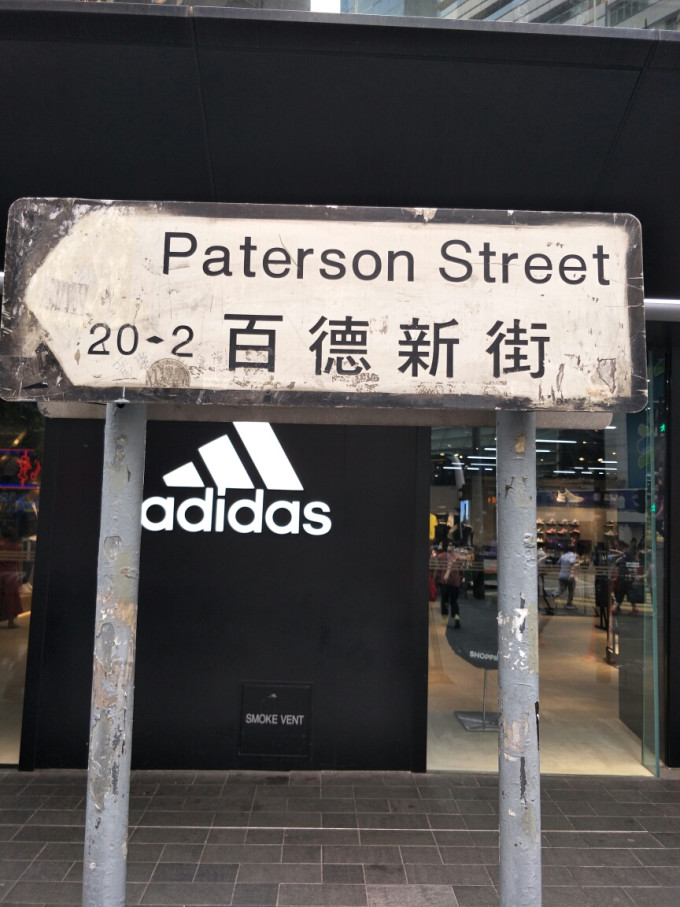 Paterson Street
20-2 百德新街
adidas
SMOKE VENT